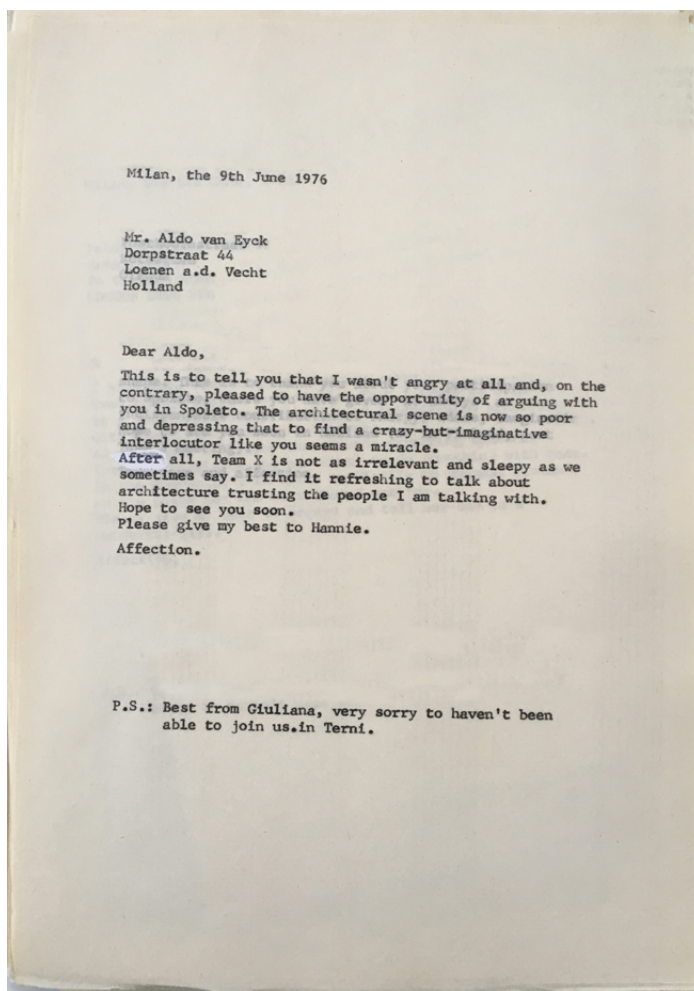 Milan, the 9th June 1976
Mr. Aldo van Eyck
Dorpstraat 44
Loenen a.d. Vecht
Holland
Dear Aldo,
This is to tell you that I wasn't angry at all and, on the
contrary, pleased to have the opportunity of arguing with
you in Spoleto. The architectural scene is now so poor
and depressing that to find a crazy-but-imaginative
interlocutor like you seems a miracle.
After all, Team X is not as irrelevant and sleepy as we
sometimes say. I find it refreshing to talk about
architecture trusting the people I am talking with.
Hope to see you soon.
Please give my best to Hannie.
Affection.
P.S.: Best from Giuliana, very sorry to haven't been
able to join us.in Terni.